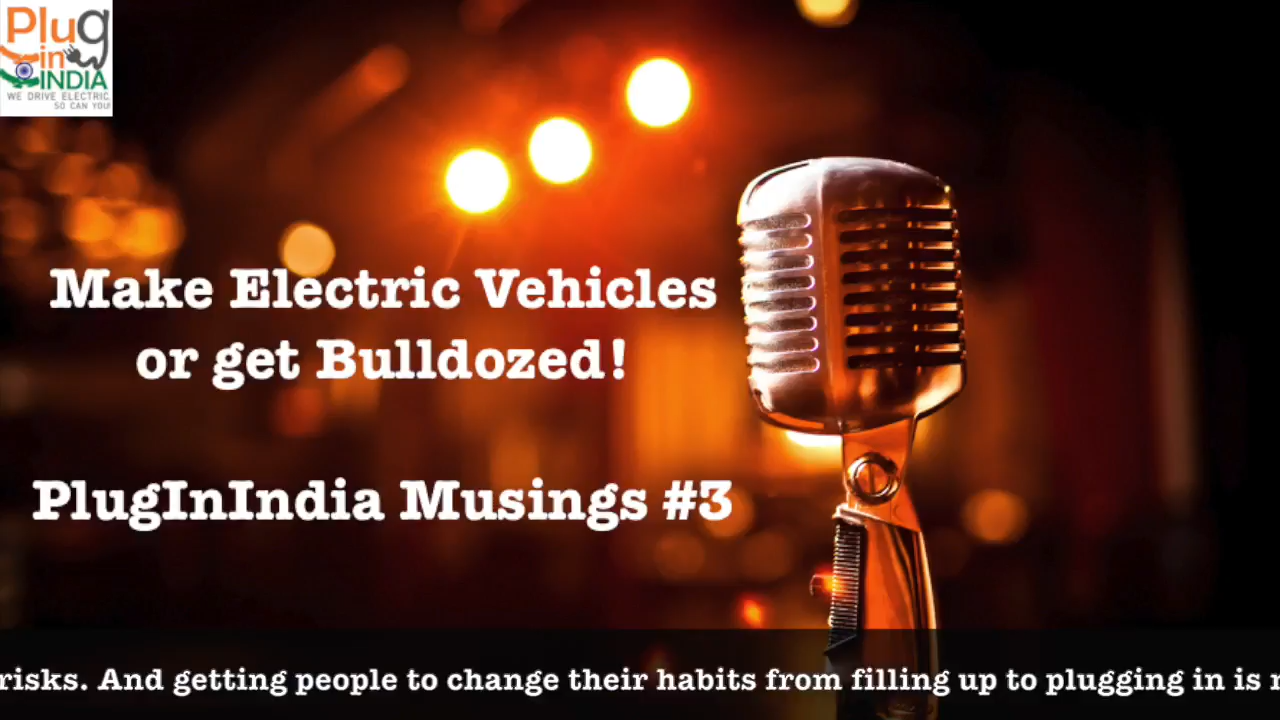 Plug
in
INDIA
WE DRIVE ELECTRIC.
SO CAN YOU!
Make Electric Vehicles
or get Bulldozed!
PlugInIndia Musings #3
risks. And getting people to change their habits from filling up to plugging in is